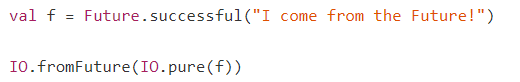 val f = Future.successful("I come from the Future!")
IO.fromFuture(IO.pure(f))